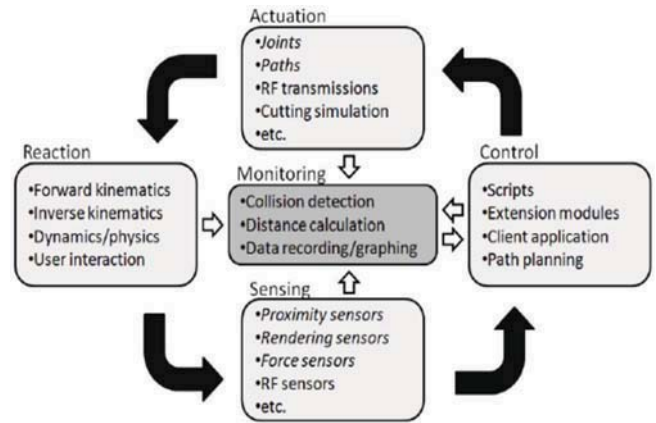 Actuation
•Joints
•Paths
•RF transmissions
•Cutting simulation
•etc.
Reaction
•Forward kinematics
•Inverse kinematics
•Dynamics/physics
•User interaction
Monitoring
•Collision detection
•Distance calculation
•Data recording/graphing
Control
•Scripts
•Extension modules
•Client application
•Path planning
Sensing
•Proximity sensors
•Rendering sensors
•Force sensors
•RF sensors
•etc.